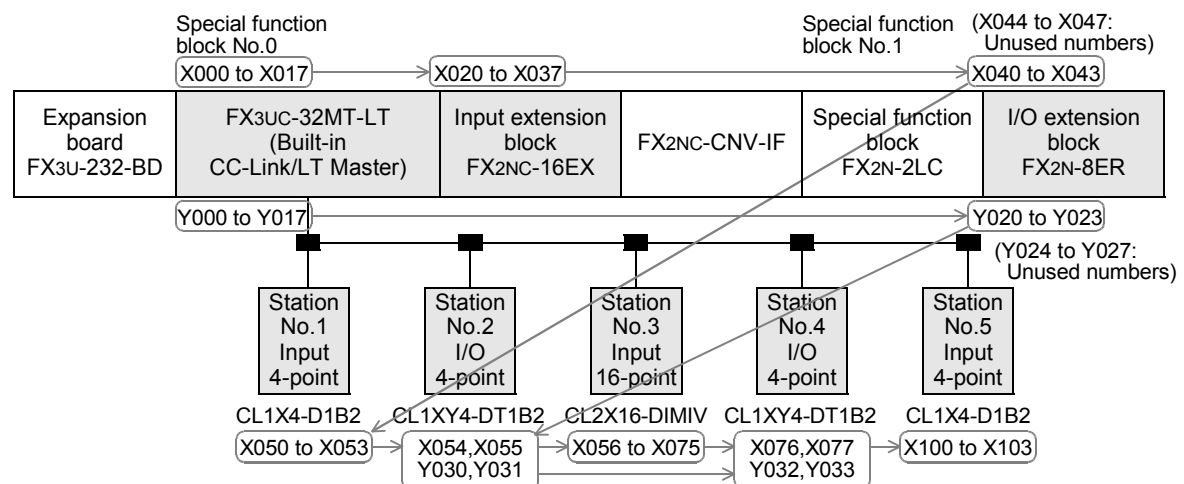 Special function
block No.0
Special function
block No.1
(X044 to X047:
Unused numbers)
X000 to X017
X020 to X037
X040 to X043
Expansion
board
FX3U-232-BD
FX3UC-32MT-LT
(Built-in
CC-Link/LT Master)
Input extension
block
FX2NC-16EX
FX2NC-CNV-IF
Special function
block
FX2N-2LC
I/O extension
block
FX2N-8ER
Y000 to Y017
Y020 to Y023
(Y024 to Y027:
Unused numbers)
Station
No.1
Input
4-point
Station
No.2
I/O
4-point
Station
No.3
Input
16-point
Station
No.4
I/O
4-point
Station
No.5
Input
4-point
CL1X4-D1B2
CL1XY4-DT1B2
CL2X16-DIMIV
CL1XY4-DT1B2
CL1X4-D1B2
X050 to X053
X054,X055
Y030,Y031
X056 to X075
X076,X077
Y032,Y033
X100 to X103